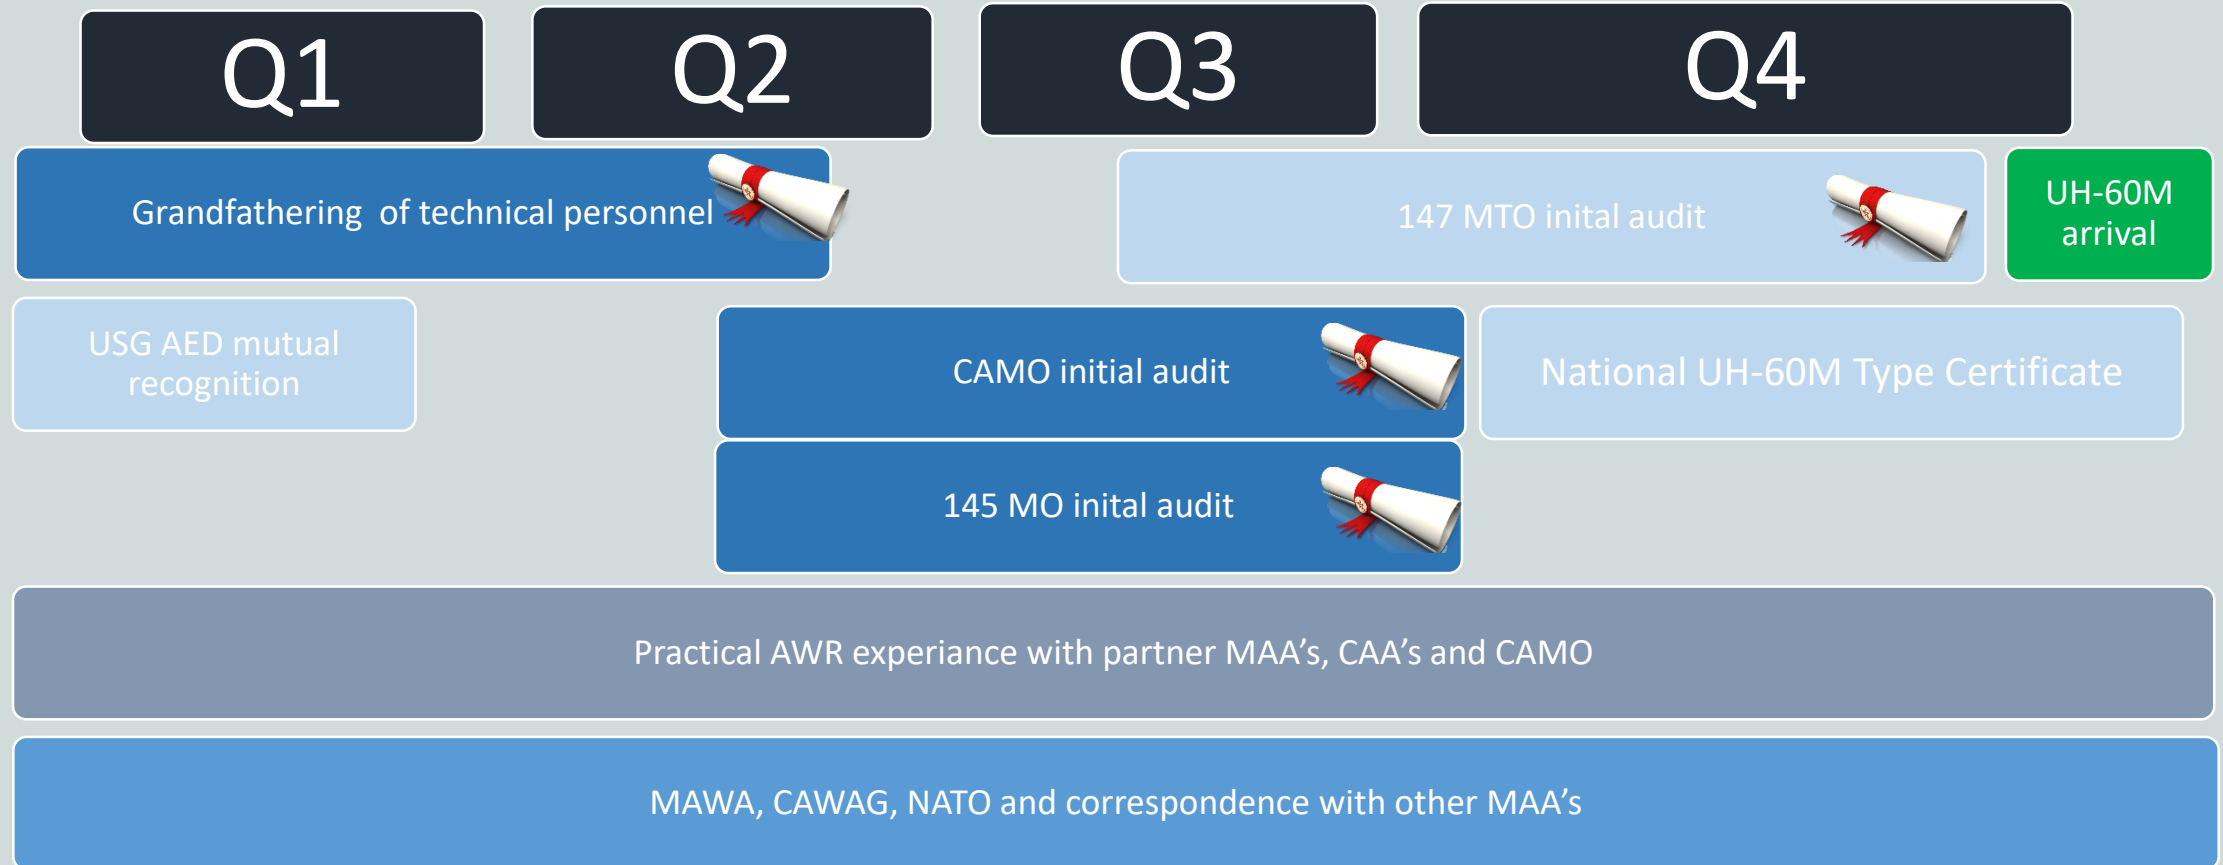 Q1
Q2
Q3
Q4
Grandfathering of technical personnel
147 MTO inital audit
UH-60M
arrival
USG AED mutual
recognition
CAMO initial audit
National UH-60M Type Certificate
145 MO inital audit
Practical AWR experiance with partner MAA’s, CAA’s and CAMO
MAWA, CAWAG, NATO and correspondence with other MAA’s